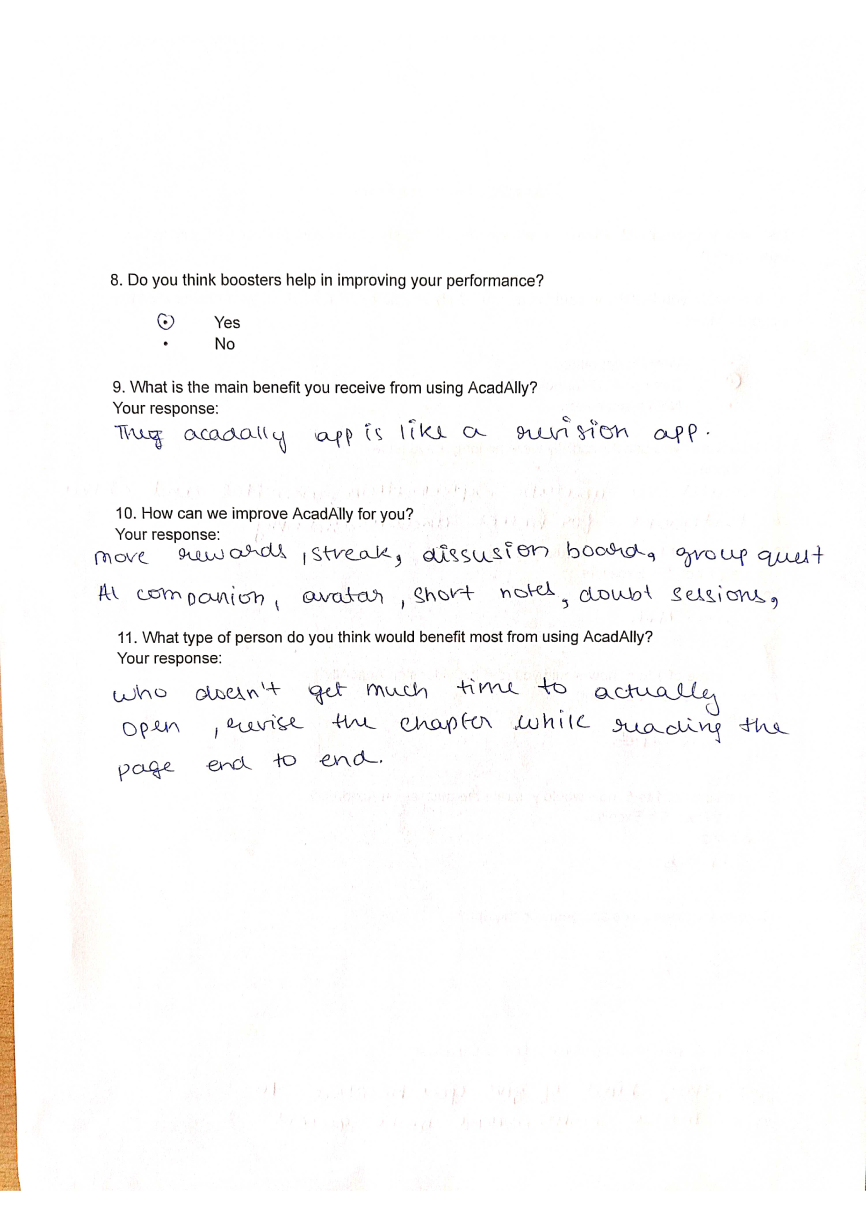 8. Do you think boosters help in improving your performance?
Yes
No
9. What is the main benefit you receive from using AcadAlly?
Your response:
acadally app is like a revision app.
10. How can we improve AcadAlly for you?
Your response:
more rewards, streak, dissusion board, group quest
AI companion, avatar, short notes, doubt sessions,
11. What type of person do you think would benefit most from using AcadAlly?
Your response:
who doesn't get much time to actually
open, revise the chapter while reading the
page end to end.